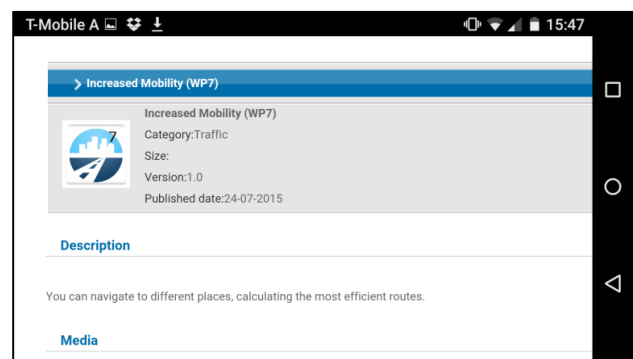 T-Mobile A 15:47
Increased Mobility (WP7)
Increased Mobility (WP7)
7
Category:Traffic
Size:
Version:1.0
Published date:24-07-2015
Description
You can navigate to different places, calculating the most efficient routes.
Media